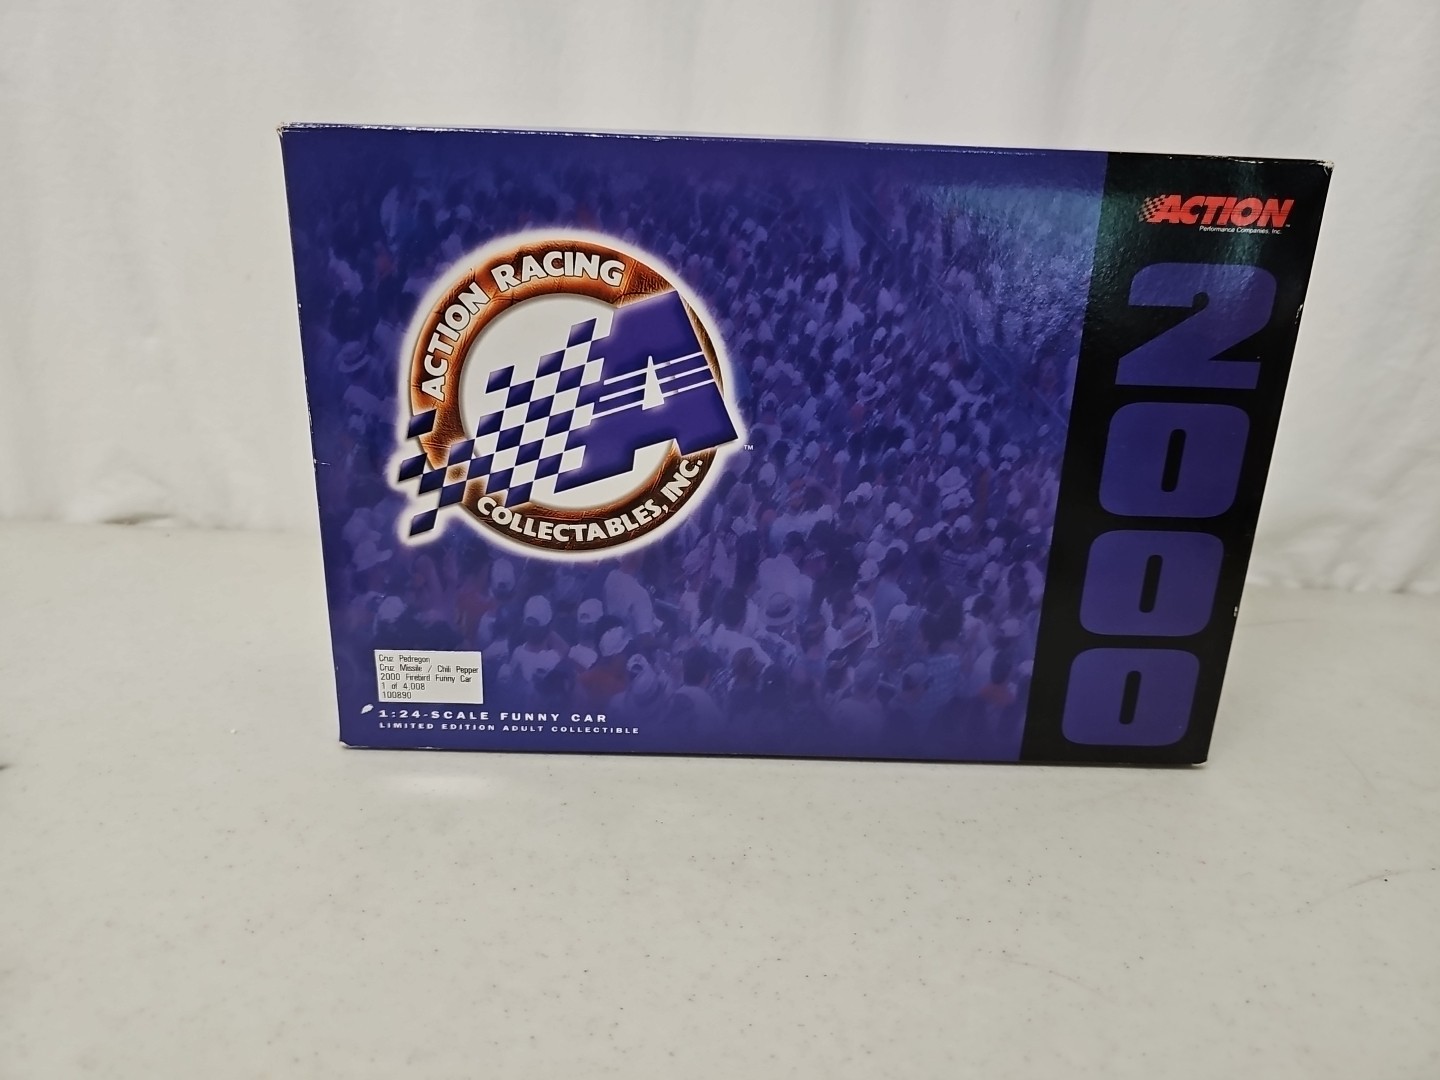 ACTION
Performance Companies, Inc.
2000
ACTION RACING
A
COLLECTABLES, INC.
™
Cruz Pedregon
Cruz Missile / Chili Pepper
2000 Firebird Funny Car
1 of 4,008
100890
1:24-SCALE FUNNY CAR
LIMITED EDITION ADULT COLLECTIBLE